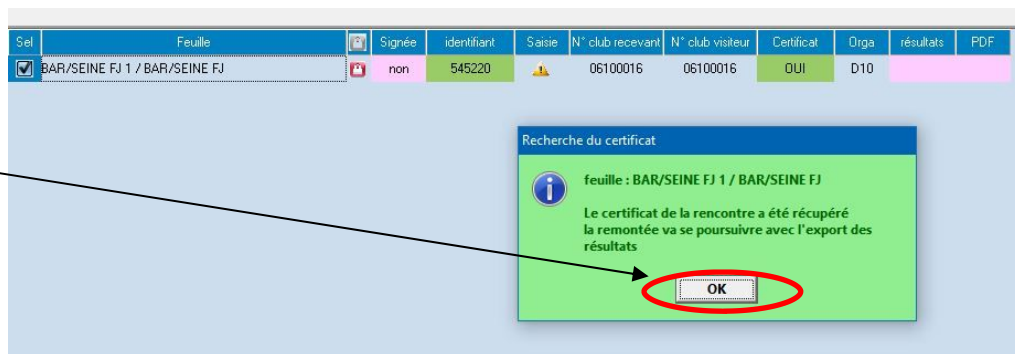 Sel Feuille Signée identifiant Saisie N° club recevant N° club visiteur Certificat Orga résultats PDF
BAR/SEINE FJ 1 / BAR/SEINE FJ non 545220 06100016 06100016 OUI D10
Recherche du certificat
feuille : BAR/SEINE FJ 1 / BAR/SEINE FJ
Le certificat de la rencontre a été récupéré
la remontée va se poursuivre avec l'export des
résultats
OK